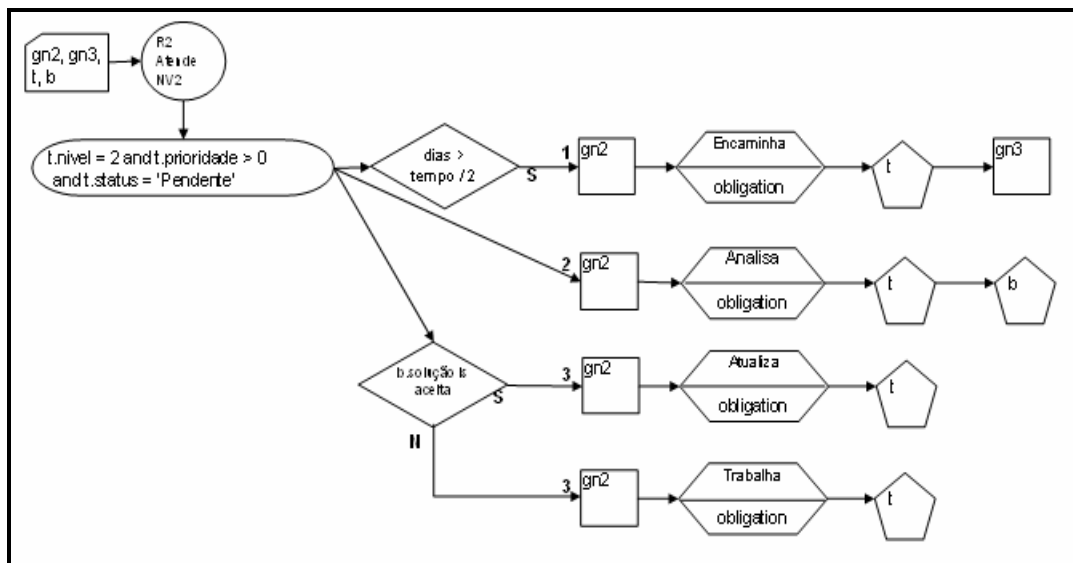 gn2, gn3,
t, b
R2
Atende
NV2
t.nivel = 2 and t.prioridade > 0
and t.status = 'Pendente'
dias >
tempo / 2
S
1
gn2
Encaminha
obligation
t
gn3
2
gn2
Analisa
obligation
t
b
b.solução is
aceita
S
N
3
gn2
Atualiza
obligation
t
3
gn2
Trabalha
obligation
t